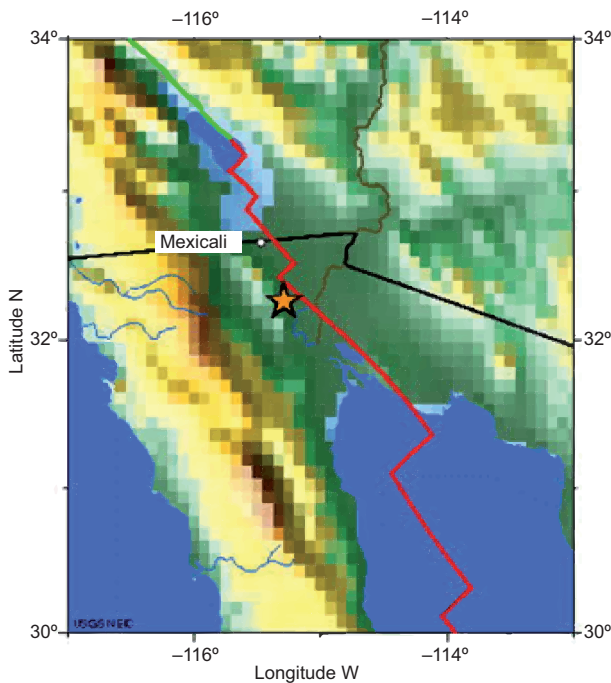 –116º –114º
34º 34º
Mexicali
32º 32º
Latitude N
USGS NEIC
30º 30º
–116º –114º
Longitude W